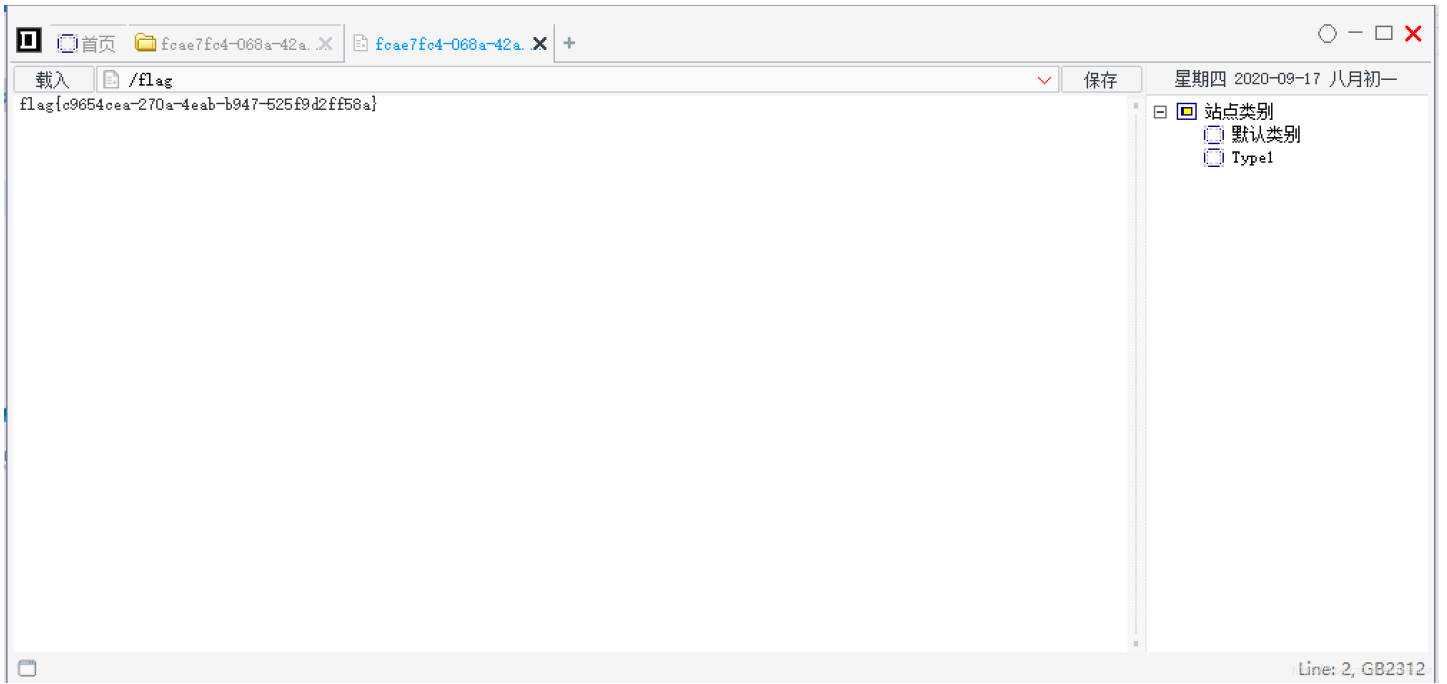 首页 fcae7fc4-068a-42a. fcae7fc4-068a-42a. +
载入 /flag 保存 星期四 2020-09-17 八月初一
flag{c9654cea-270a-4eab-b947-525f9d2ff58a}
站点类别
默认类别
Type1
Line: 2, GB2312